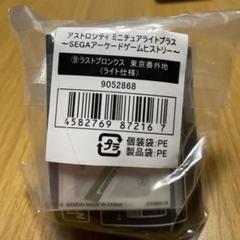 アストロシティ ミニチュアライトプラス
～SEGAアーケードゲームヒストリー～
⑨ラストブロンクス 東京番外地
(ライト仕様)
9052868
4582769872167
プラ
個装袋:PE
製品袋:PE